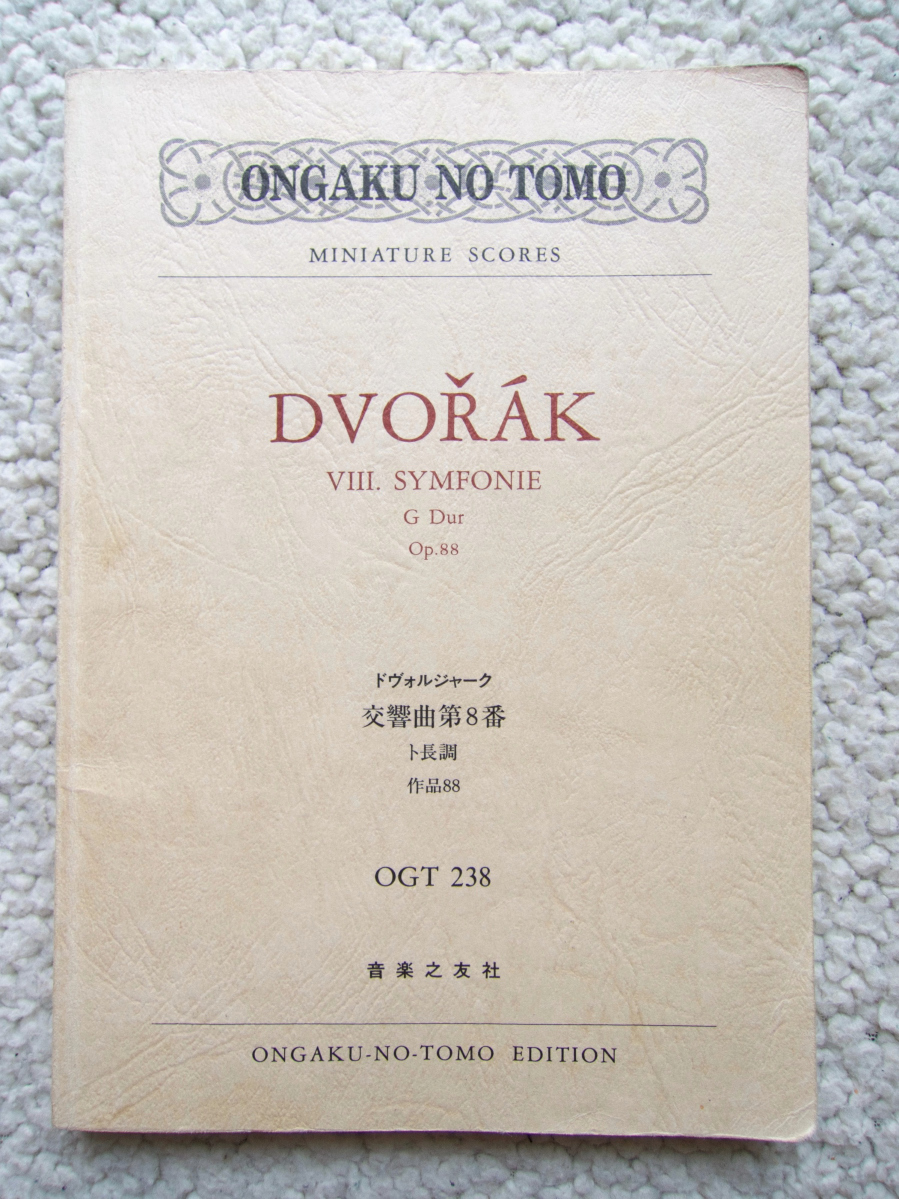 ONGAKU NO TOMO
MINIATURE SCORES
DVOŘÁK
VIII. SYMFONIE
G Dur
Op.88
ドヴォルジャーク
交響曲第8番
ト長調
作品88
OGT 238
音楽之友社
ONGAKU-NO-TOMO EDITION